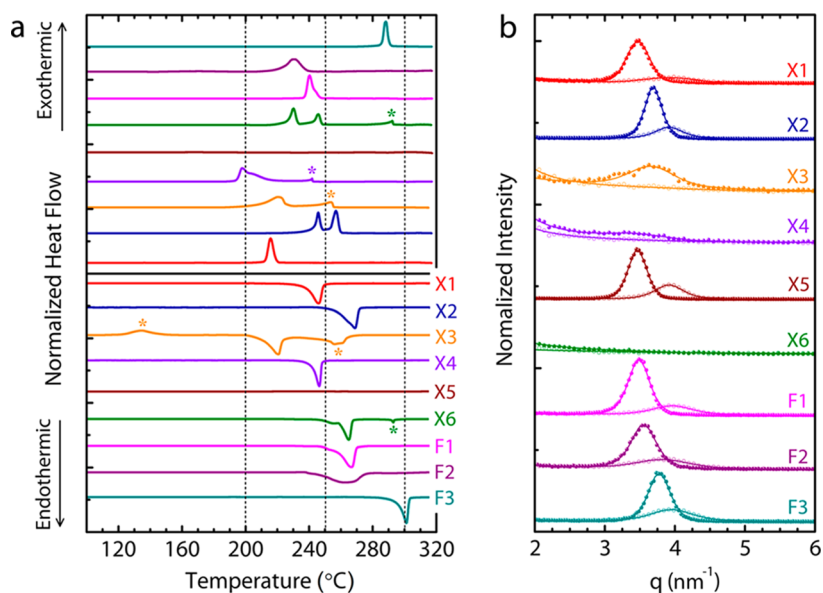 a
Exothermic
Normalized Heat Flow
Endothermic
*
*
*
*
*
*
X1
X2
X3
X4
X5
X6
F1
F2
F3
120
160
200
240
280
320
Temperature (°C)
b
Nomalized Intensity
X1
X2
X3
X4
X5
X6
F1
F2
F3
2
3
4
5
6
q (nm⁻¹)